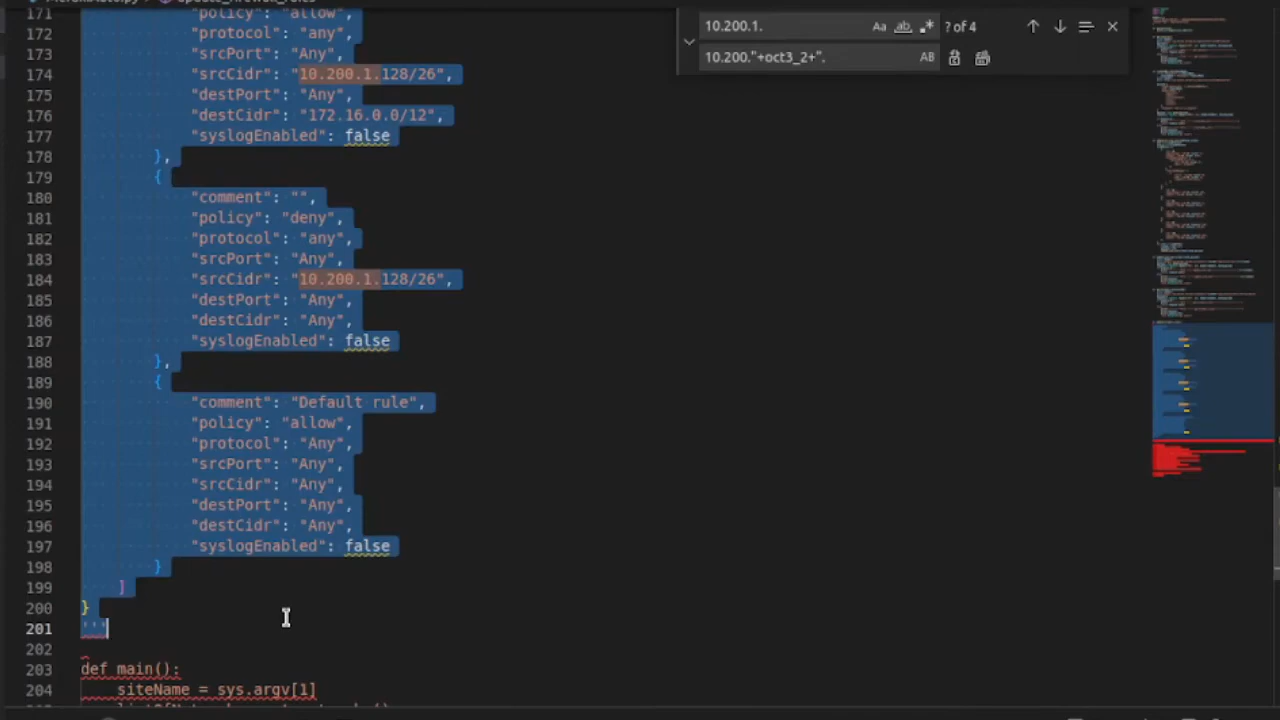 171 "policy": "allow",
172 "protocol": "any",
173 "srcPort": "Any",
174 "srcCidr": "10.200.1.128/26",
175 "destPort": "Any",
176 "destCidr": "172.16.0.0/12",
177 "syslogEnabled": false
178 },
179 {
180 "comment": "",
181 "policy": "deny",
182 "protocol": "any",
183 "srcPort": "Any",
184 "srcCidr": "10.200.1.128/26",
185 "destPort": "Any",
186 "destCidr": "Any",
187 "syslogEnabled": false
188 },
189 {
190 "comment": "Default rule",
191 "policy": "allow",
192 "protocol": "Any",
193 "srcPort": "Any",
194 "srcCidr": "Any",
195 "destPort": "Any",
196 "destCidr": "Any",
197 "syslogEnabled": false
198 }
199 ]
200 }
201 '''
202
203 def main():
204 siteName = sys.argv[1]
10.200.1. Aa ab .* ? of 4
10.200."+oct3_2+". AB